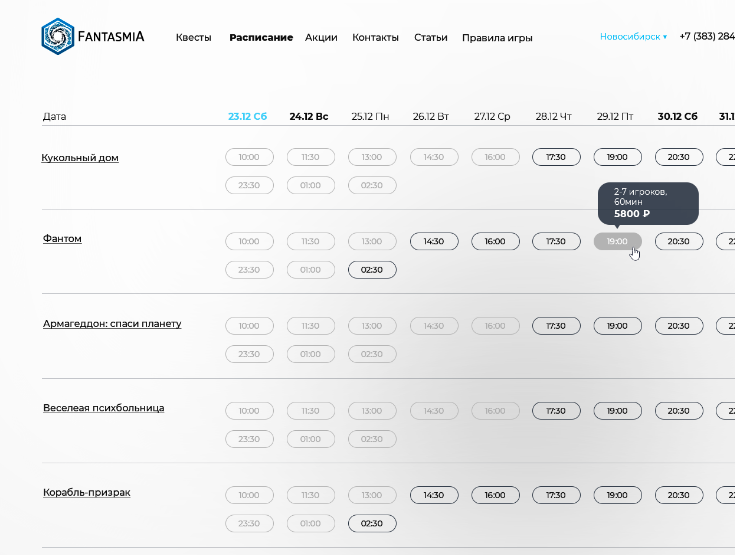 FANTASMIA Квесты Расписание Акции Контакты Статьи Правила игры Новосибирск ▾ +7 (383) 284
Дата 23.12 Сб 24.12 Вс 25.12 Пн 26.12 Вт 27.12 Ср 28.12 Чт 29.12 Пт 30.12 Сб 31.1
Кукольный дом 10:00 11:30 13:00 14:30 16:00 17:30 19:00 20:30 22
23:30 01:00 02:30
2-7 игрооков,
60мин
5800 ₽
Фантом 10:00 11:30 13:00 14:30 16:00 17:30 19:00 20:30 22
23:30 01:00 02:30
Армагеддон: спаси планету 10:00 11:30 13:00 14:30 16:00 17:30 19:00 20:30 22
23:30 01:00 02:30
Веселеая психбольница 10:00 11:30 13:00 14:30 16:00 17:30 19:00 20:30 22
23:30 01:00 02:30
Корабль-призрак 10:00 11:30 13:00 14:30 16:00 17:30 19:00 20:30 22
23:30 01:00 02:30